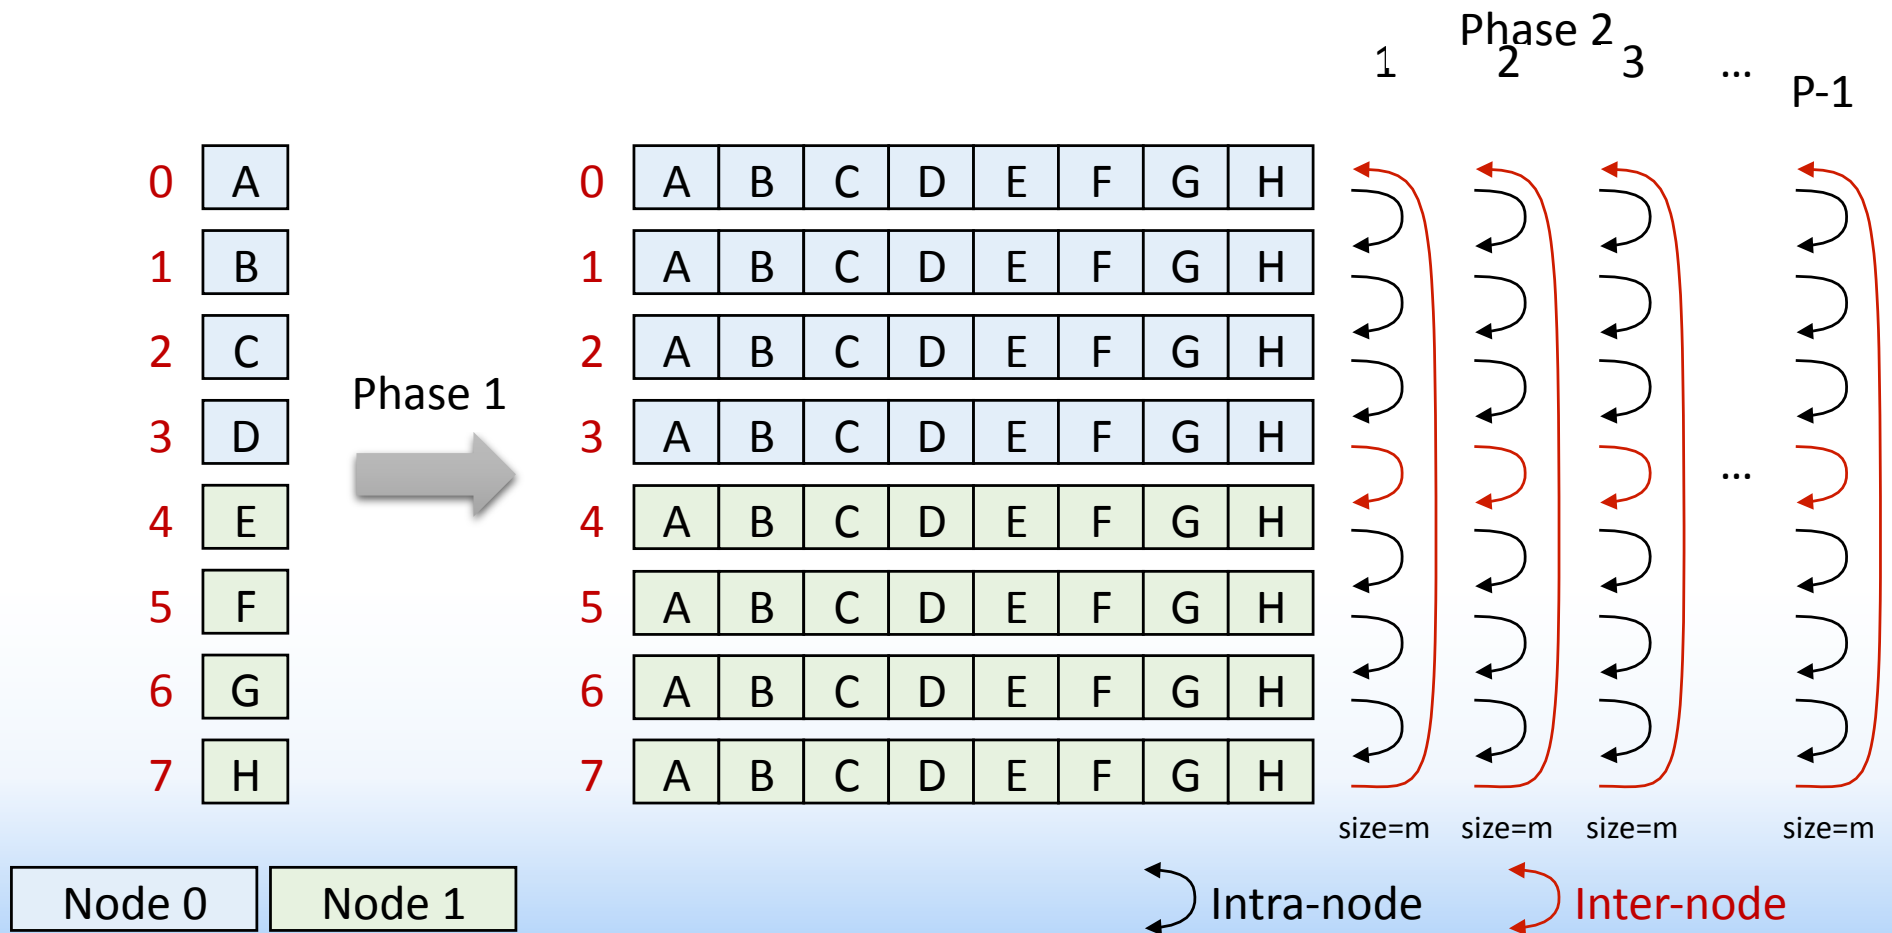 Phase 2
1 2 3 ... P-1
0 A 0 A B C D E F G H
1 B 1 A B C D E F G H
2 C 2 A B C D E F G H
Phase 1
3 D 3 A B C D E F G H
...
4 E 4 A B C D E F G H
5 F 5 A B C D E F G H
6 G 6 A B C D E F G H
7 H 7 A B C D E F G H
size=m size=m size=m size=m
Node 0 Node 1 Intra-node Inter-node